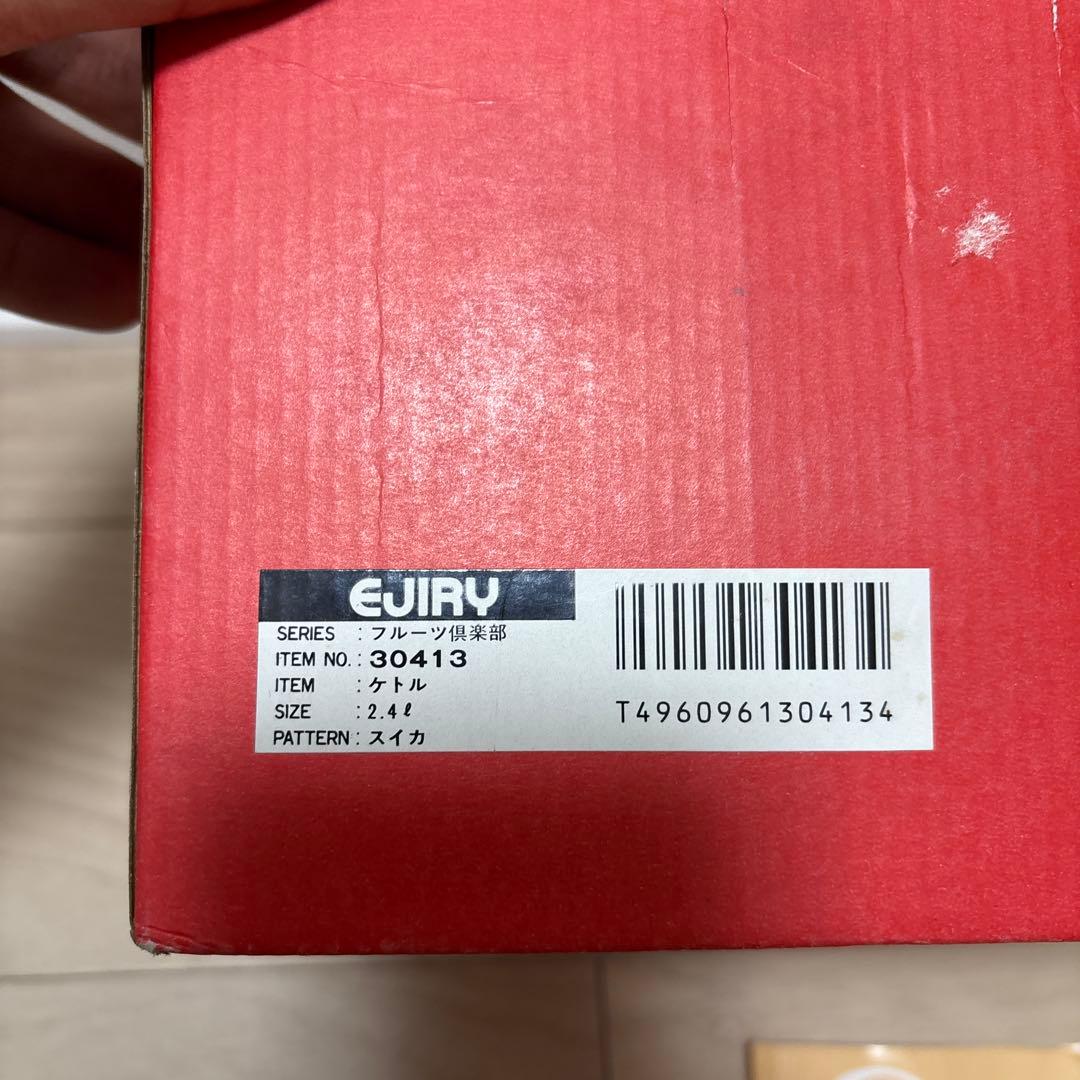 EJIRY
SERIES : フルーツ倶楽部
ITEM NO. : 30413
ITEM : ケトル
SIZE : 2.4ℓ
PATTERN : スイカ
T4960961304134